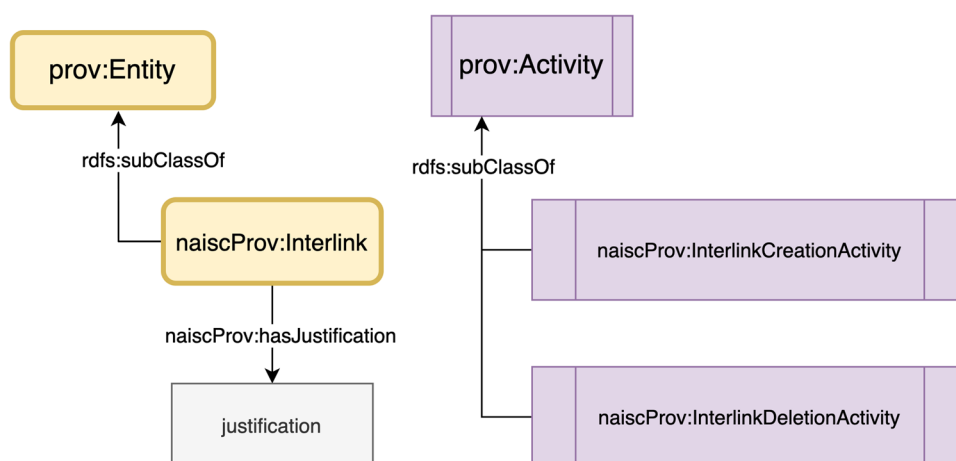 prov:Entity
prov:Activity
rdfs:subClassOf
rdfs:subClassOf
naiscProv:Interlink
naiscProv:InterlinkCreationActivity
naiscProv:hasJustification
justification
naiscProv:InterlinkDeletionActivity